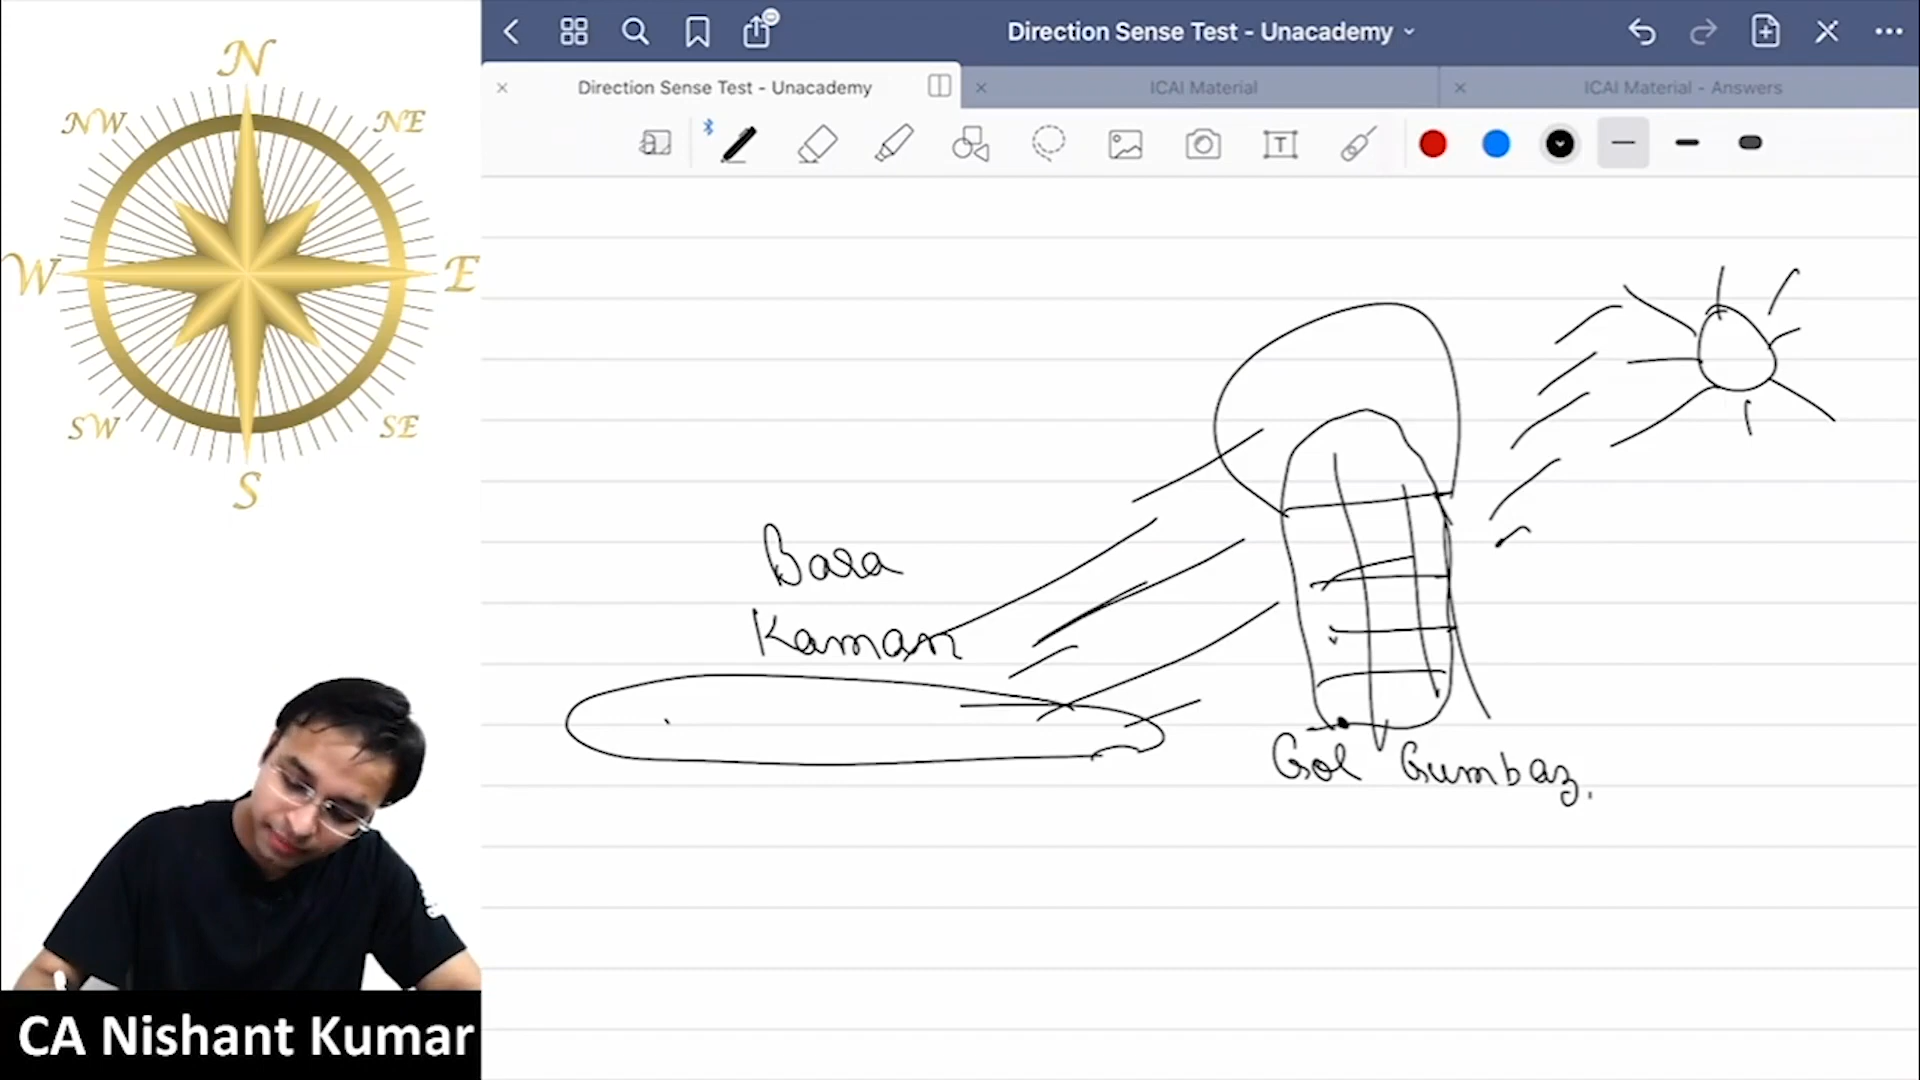 N
NW
NE
W
E
SW
SE
S
Direction Sense Test - Unacademy
Direction Sense Test - Unacademy
ICAI Material
ICAI Material - Answers
T
Bara
Kaman
Gol Gumbaz.
CA Nishant Kumar